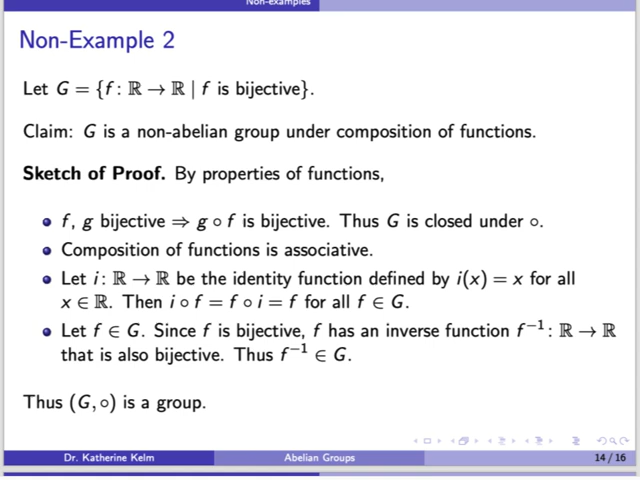 Non-examples
Non-Example 2
Let G = {f : ℝ → ℝ | f is bijective}.
Claim: G is a non-abelian group under composition of functions.
Sketch of Proof. By properties of functions,
f, g bijective ⇒ g ∘ f is bijective. Thus G is closed under ∘.
Composition of functions is associative.
Let i : ℝ → ℝ be the identity function defined by i(x) = x for all
x ∈ ℝ. Then i ∘ f = f ∘ i = f for all f ∈ G.
Let f ∈ G. Since f is bijective, f has an inverse function f⁻¹ : ℝ → ℝ
that is also bijective. Thus f⁻¹ ∈ G.
Thus (G, ∘) is a group.
Dr. Katherine Kelm Abelian Groups 14 / 16